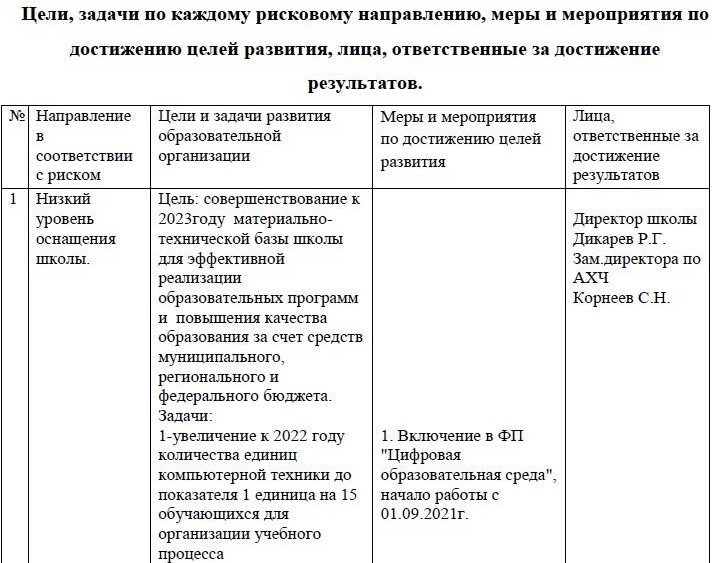 Цели, задачи по каждому рисковому направлению, меры и мероприятия по
достижению целей развития, лица, ответственные за достижение
результатов.
№
Направление
в
соответствии
с риском
Цели и задачи развития
образовательной
организации
Меры и мероприятия
по достижению целей
развития
Лица,
ответственные за
достижение
результатов
1
Низкий
уровень
оснащения
школы.
Цель: совершенствование к
2023году материально-
технической базы школы
для эффективной
реализации
образовательных программ
и повышения качества
образования за счет средств
муниципального,
регионального и
федерального бюджета.
Задачи:
1-увеличение к 2022 году
количества единиц
компьютерной техники до
показателя 1 единица на 15
обучающихся для
организации учебного
процесса
1. Включение в ФП
"Цифровая
образовательная среда",
начало работы с
01.09.2021г.
Директор школы
Дикарев Р.Г.
Зам.директора по
АХЧ
Корнеев С.Н.